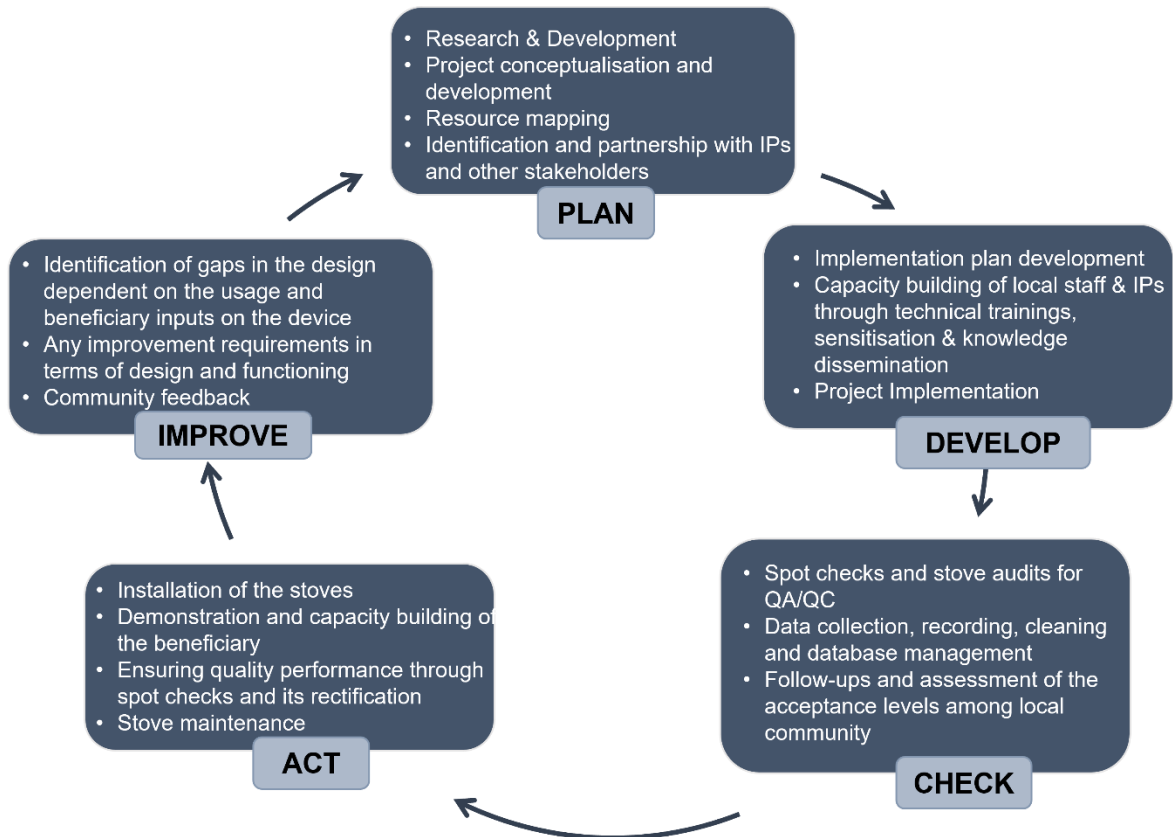 • Research & Development
• Project conceptualisation and
development
• Resource mapping
• Identification and partnership with IPs
and other stakeholders
PLAN
• Implementation plan development
• Capacity building of local staff & IPs
through technical trainings,
sensitisation & knowledge
dissemination
• Project Implementation
DEVELOP
• Spot checks and stove audits for
QA/QC
• Data collection, recording, cleaning
and database management
• Follow-ups and assessment of the
acceptance levels among local
community
CHECK
• Installation of the stoves
• Demonstration and capacity building of
the beneficiary
• Ensuring quality performance through
spot checks and its rectification
• Stove maintenance
ACT
• Identification of gaps in the design
dependent on the usage and
beneficiary inputs on the device
• Any improvement requirements in
terms of design and functioning
• Community feedback
IMPROVE